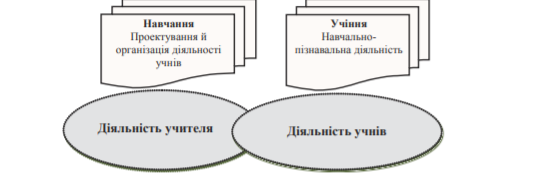 Навчання
Проектування й
організація діяльності
учнів
Учіння
Навчально-
пізнавальна діяльність
Діяльність учителя
Діяльність учнів